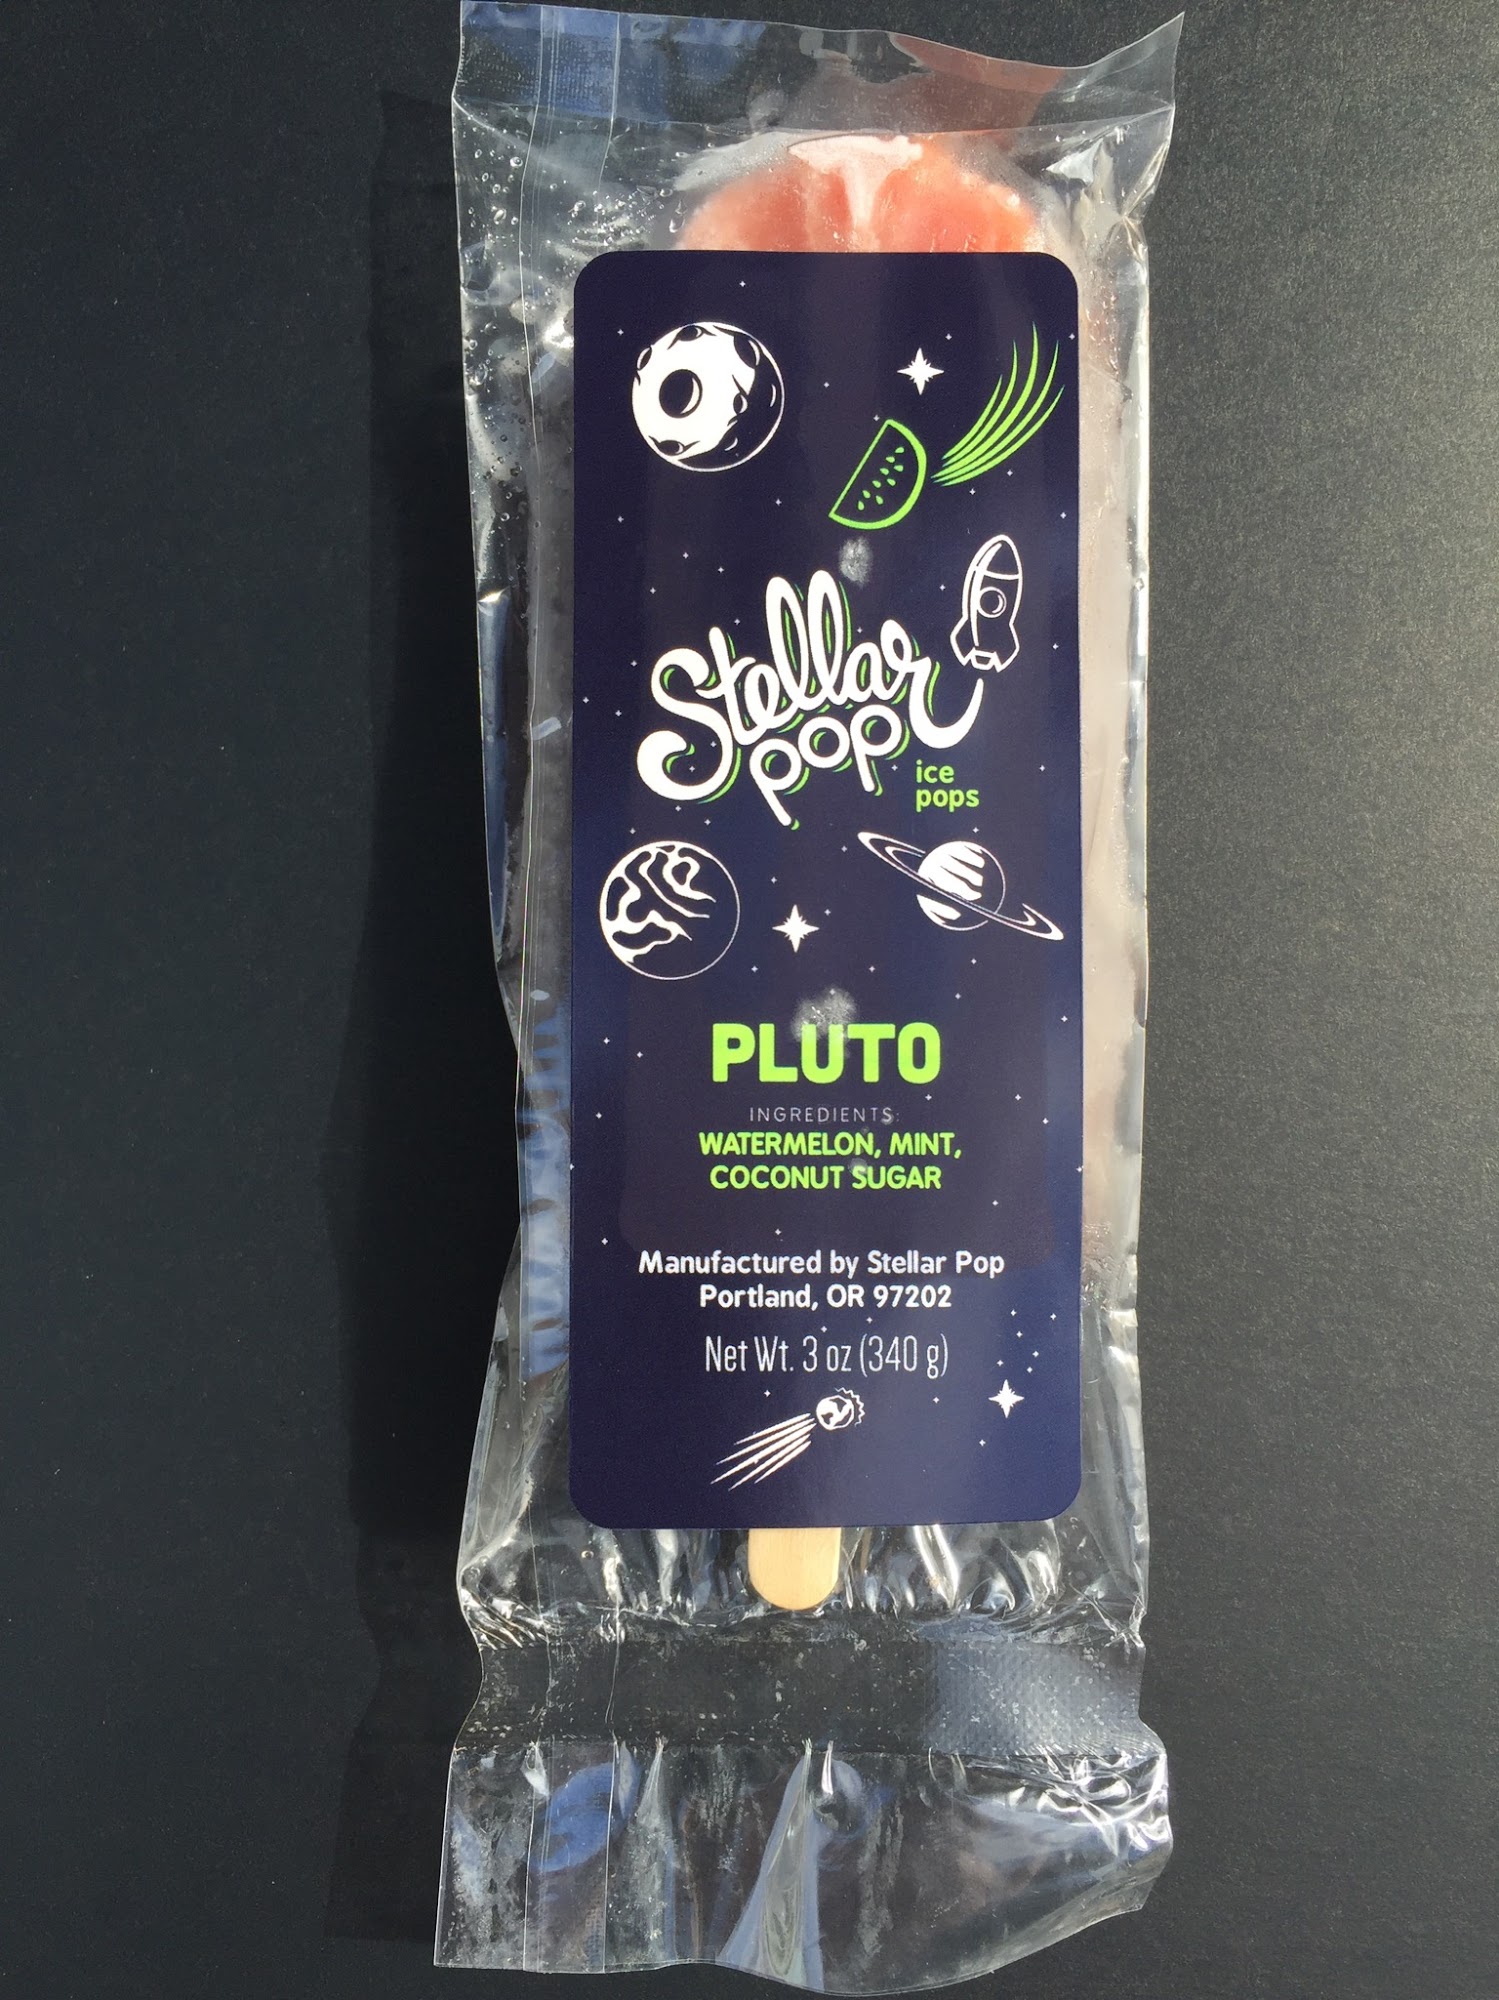 Stellar
pop
ice
pops
PLUTO
INGREDIENTS:
WATERMELON, MINT,
COCONUT SUGAR
Manufactured by Stellar Pop
Portland, OR 97202
Net Wt. 3 oz (340 g)